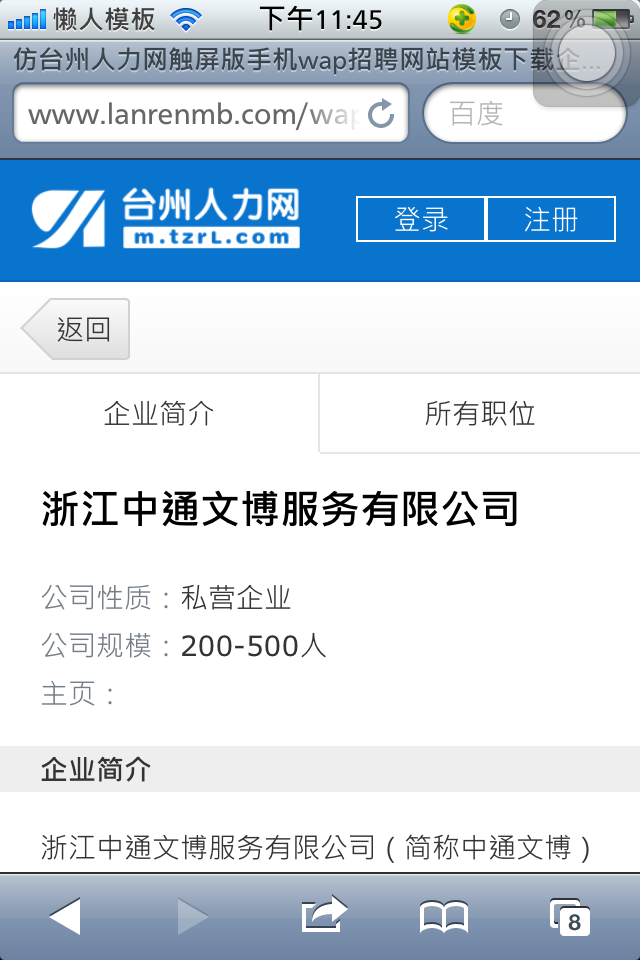 懒人模板 下午11:45 62%
仿台州人力网触屏版手机wap招聘网站模板下载企...
www.lanrenmb.com/wap 百度
台州人力网
m.tzrL.com
登录 注册
返回
企业简介 所有职位
浙江中通文博服务有限公司
公司性质：私营企业
公司规模：200-500人
主页：
企业简介
浙江中通文博服务有限公司（简称中通文博）
8